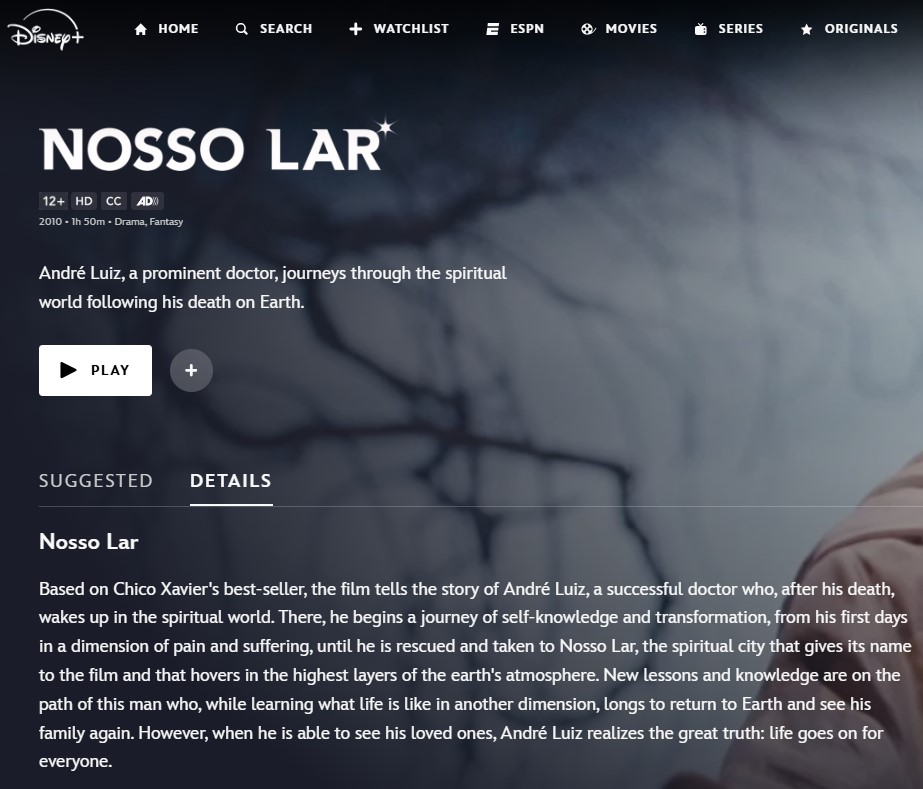 Disney+
HOME
SEARCH
WATCHLIST
ESPN
MOVIES
SERIES
ORIGINALS
NOSSO LAR
12+ HD CC AD
2010 • 1h 50m • Drama, Fantasy
André Luiz, a prominent doctor, journeys through the spiritual
world following his death on Earth.
PLAY
SUGGESTED
DETAILS
Nosso Lar
Based on Chico Xavier's best-seller, the film tells the story of André Luiz, a successful doctor who, after his death,
wakes up in the spiritual world. There, he begins a journey of self-knowledge and transformation, from his first days
in a dimension of pain and suffering, until he is rescued and taken to Nosso Lar, the spiritual city that gives its name
to the film and that hovers in the highest layers of the earth's atmosphere. New lessons and knowledge are on the
path of this man who, while learning what life is like in another dimension, longs to return to Earth and see his
family again. However, when he is able to see his loved ones, André Luiz realizes the great truth: life goes on for
everyone.